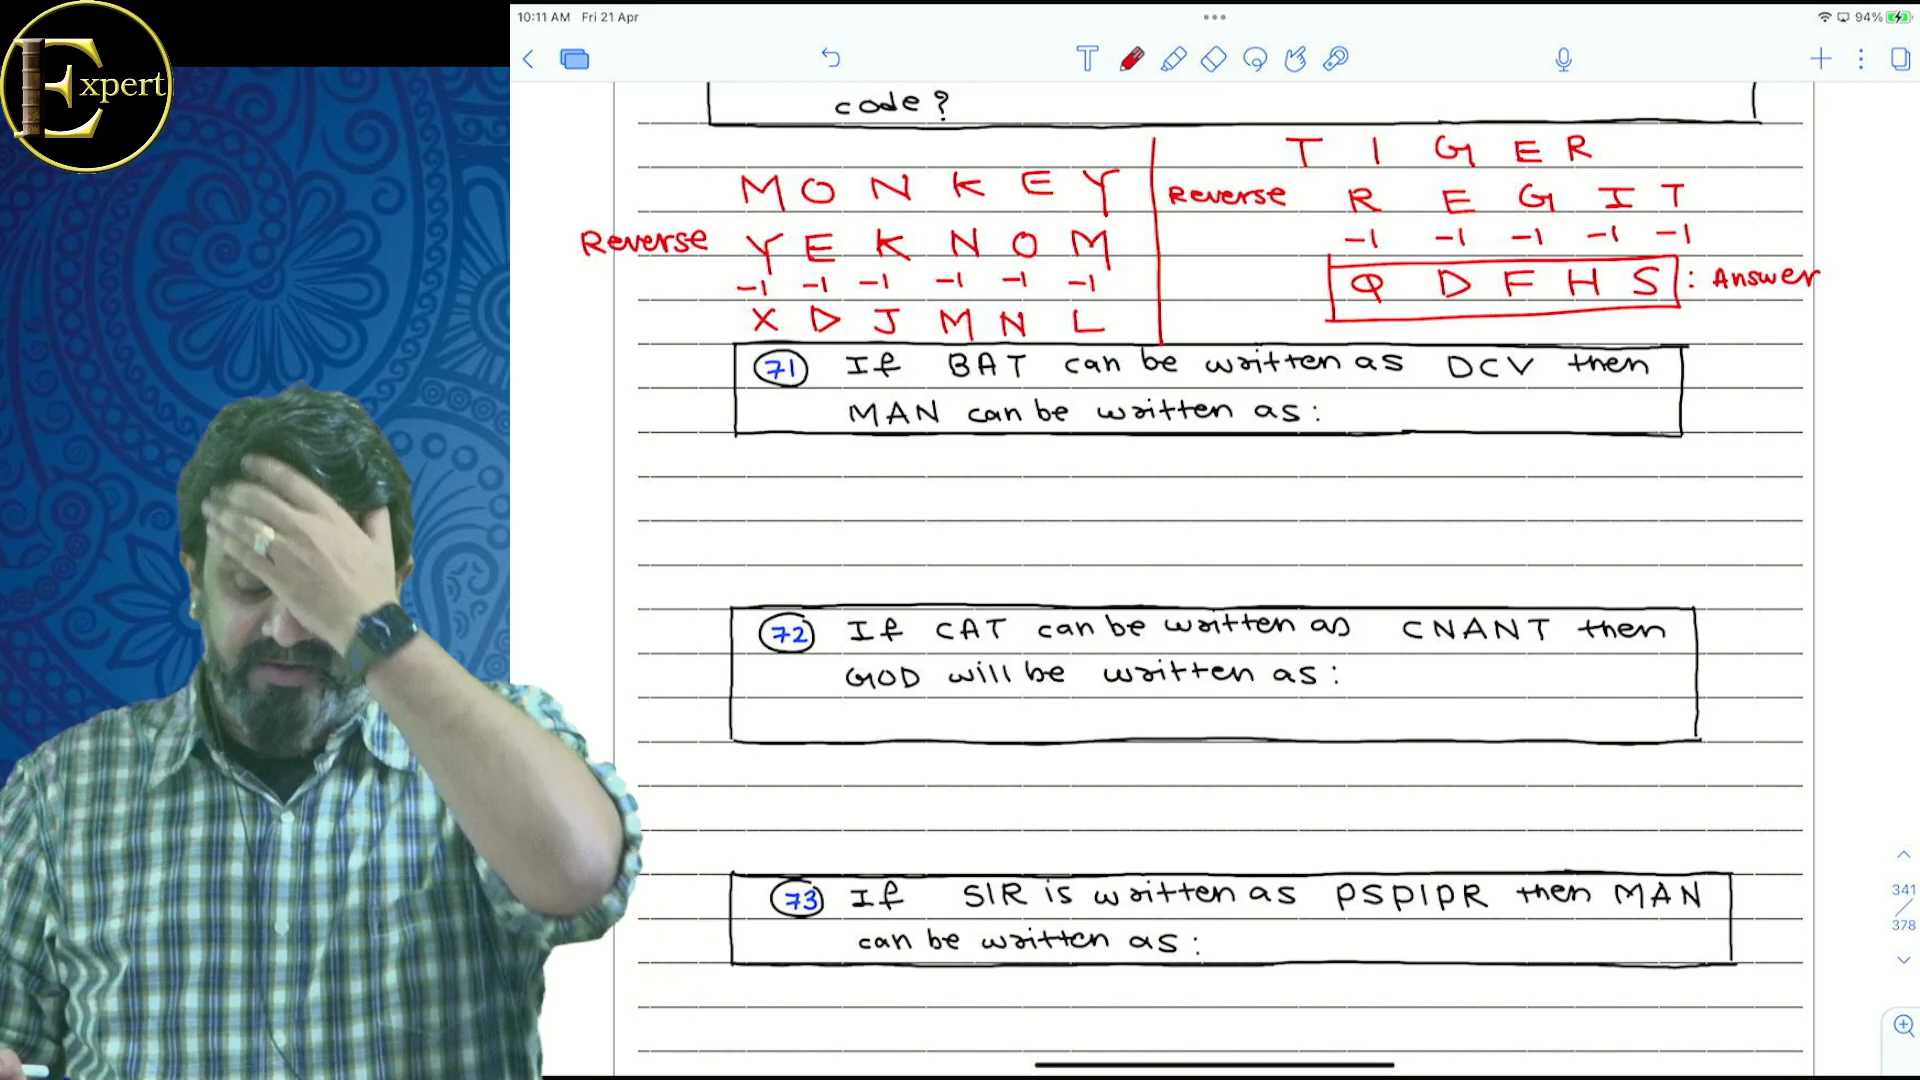 Expert
10:11 AM Fri 21 Apr
94%
code?
T I G E R
M O N K E Y
Reverse R E G I T
Reverse Y E K N O M
-1 -1 -1 -1 -1
-1 -1 -1 -1 -1 -1
Q D F H S : Answer
X D J M N L
71 If BAT can be written as DCV then
MAN can be written as:
72 If CAT can be written as CNANT then
GOD will be written as:
73 If SIR is written as PSPIPR then MAN
can be written as:
341
378